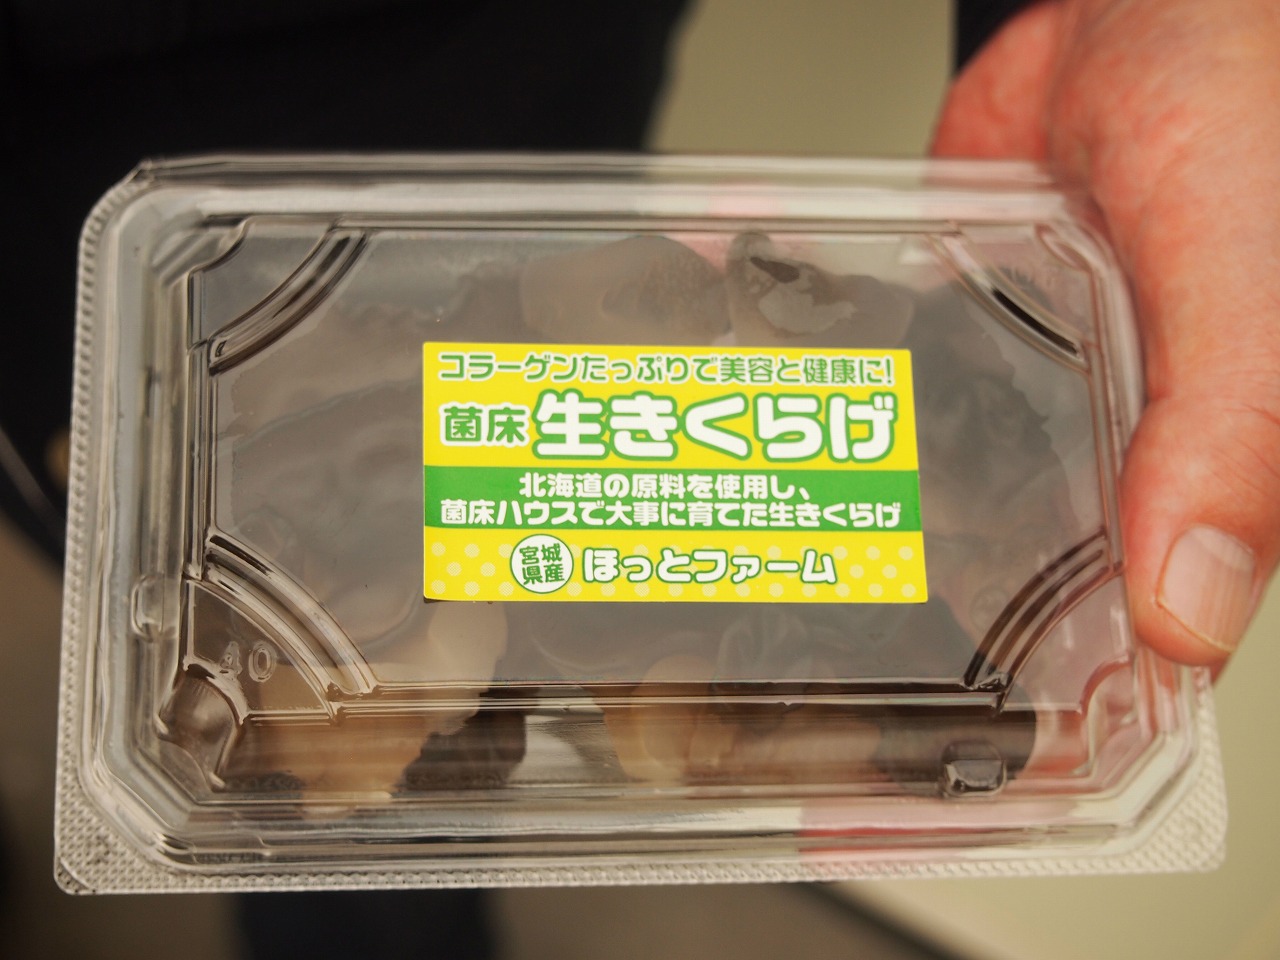 コラーゲンたっぷりで美容と健康に!
菌床 生きくらげ
北海道の原料を使用し、
菌床ハウスで大事に育てた生きくらげ
宮城県産 ほっとファーム
40